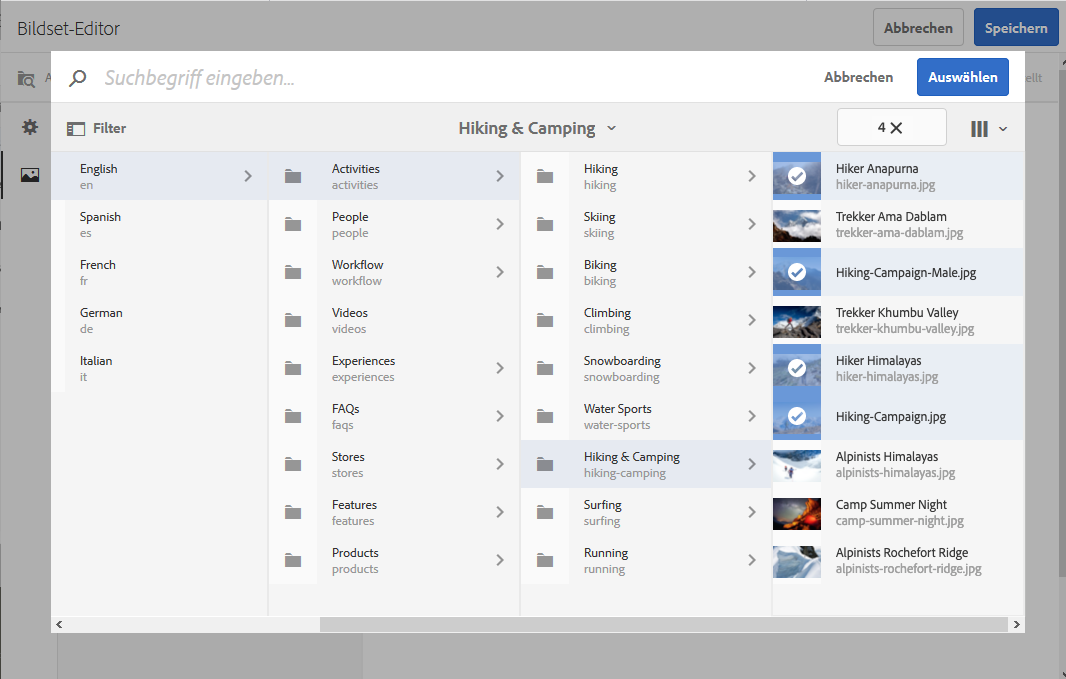 Bildset-Editor
Abbrechen
Speichern
Suchbegriff eingeben...
Abbrechen
Auswählen
Filter
Hiking & Camping
4
English
en
Spanish
es
French
fr
German
de
Italian
it
Activities
activities
People
people
Workflow
workflow
Videos
videos
Experiences
experiences
FAQs
faqs
Stores
stores
Features
features
Products
products
Hiking
hiking
Skiing
skiing
Biking
biking
Climbing
climbing
Snowboarding
snowboarding
Water Sports
water-sports
Hiking & Camping
hiking-camping
Surfing
surfing
Running
running
Hiker Anapurna
hiker-anapurna.jpg
Trekker Ama Dablam
trekker-ama-dablam.jpg
Hiking-Campaign-Male.jpg
Trekker Khumbu Valley
trekker-khumbu-valley.jpg
Hiker Himalayas
hiker-himalayas.jpg
Hiking-Campaign.jpg
Alpinists Himalayas
alpinists-himalayas.jpg
Camp Summer Night
camp-summer-night.jpg
Alpinists Rochefort Ridge
alpinists-rochefort-ridge.jpg